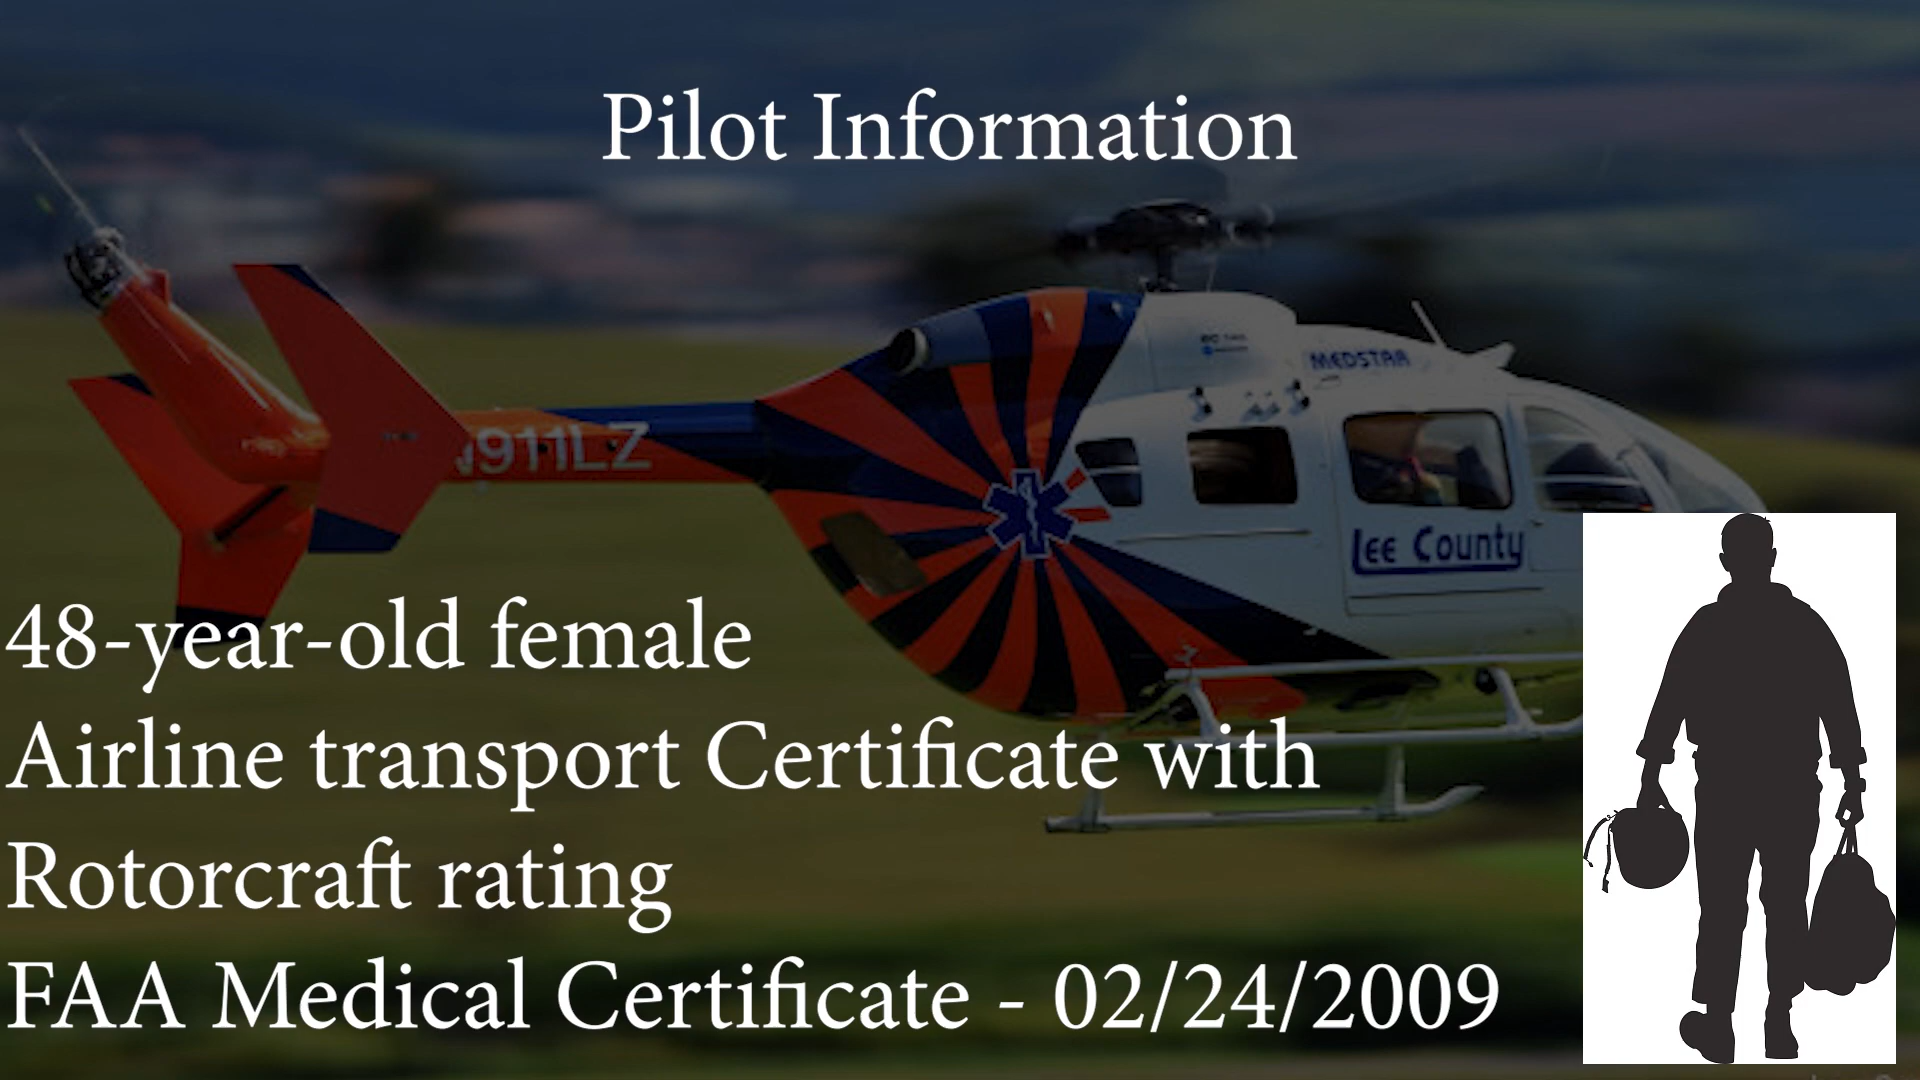 Pilot Information
MEDSTAR
N911LZ
Lee County
48-year-old female
Airline transport Certificate with
Rotorcraft rating
FAA Medical Certificate - 02/24/2009